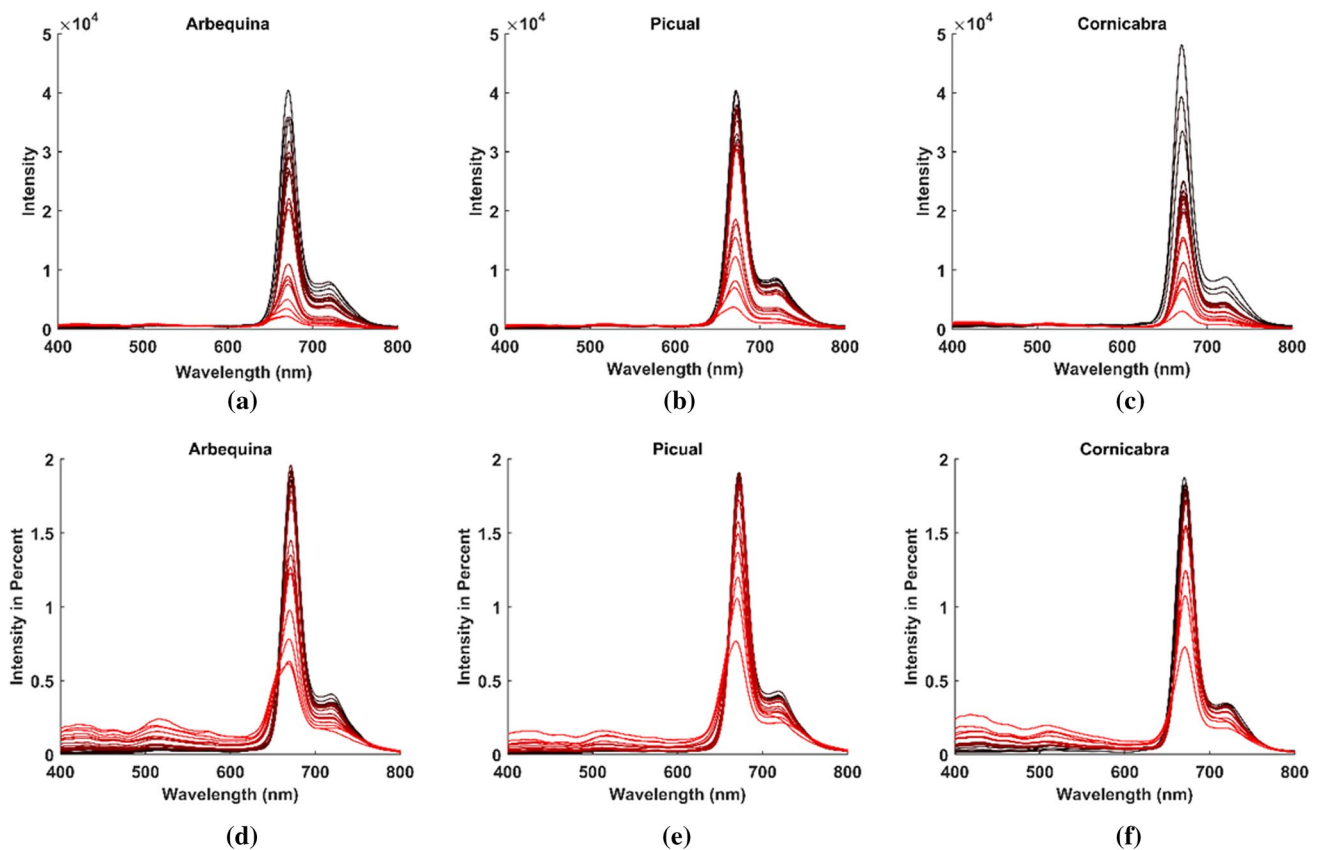 Arbequina
×10⁴
Intensity
5
4
3
2
1
0
400 500 600 700 800
Wavelength (nm)
(a)
Picual
×10⁴
Intensity
5
4
3
2
1
0
400 500 600 700 800
Wavelength (nm)
(b)
Cornicabra
×10⁴
Intensity
5
4
3
2
1
0
400 500 600 700 800
Wavelength (nm)
(c)
Arbequina
Intensity in Percent
2
1.5
1
0.5
0
400 500 600 700 800
Wavelength (nm)
(d)
Picual
Intensity in Percent
2
1.5
1
0.5
0
400 500 600 700 800
Wavelength (nm)
(e)
Cornicabra
Intensity in Percent
2
1.5
1
0.5
0
400 500 600 700 800
Wavelength (nm)
(f)